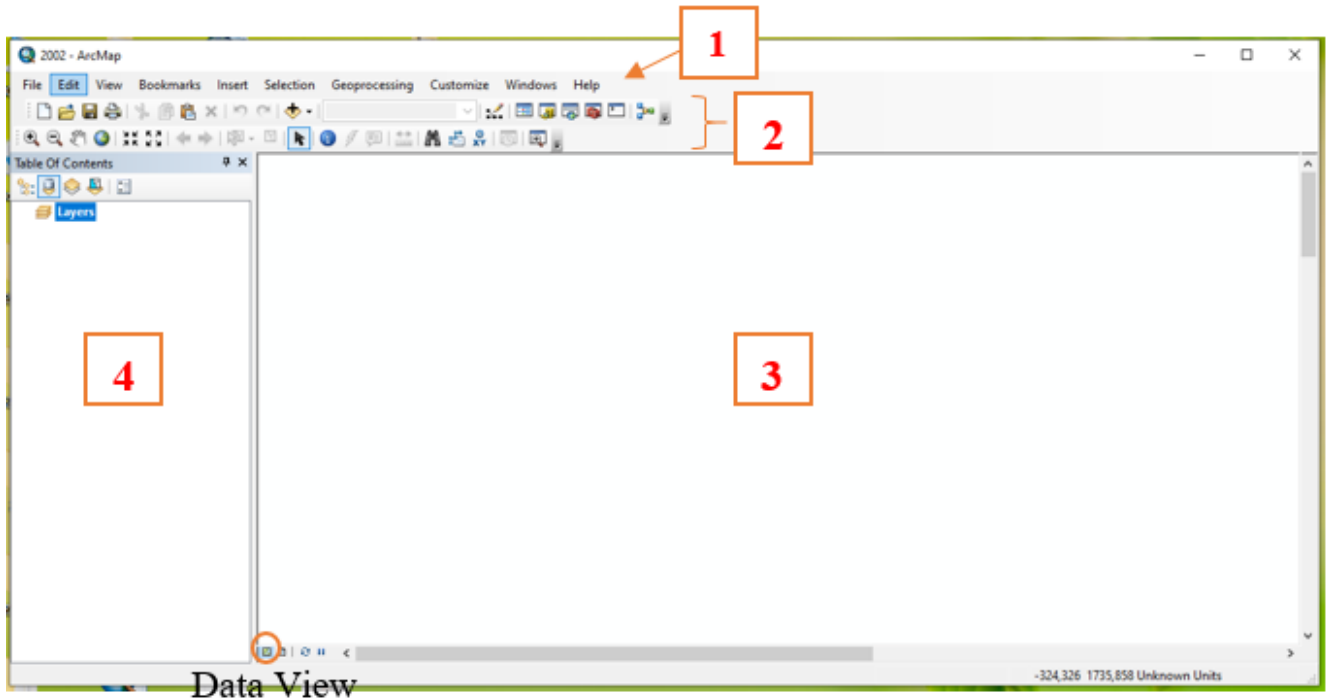 1
2002 - ArcMap
File Edit View Bookmarks Insert Selection Geoprocessing Customize Windows Help
2
Table Of Contents
Layers
4
3
Data View
-324,326 1735,858 Unknown Units